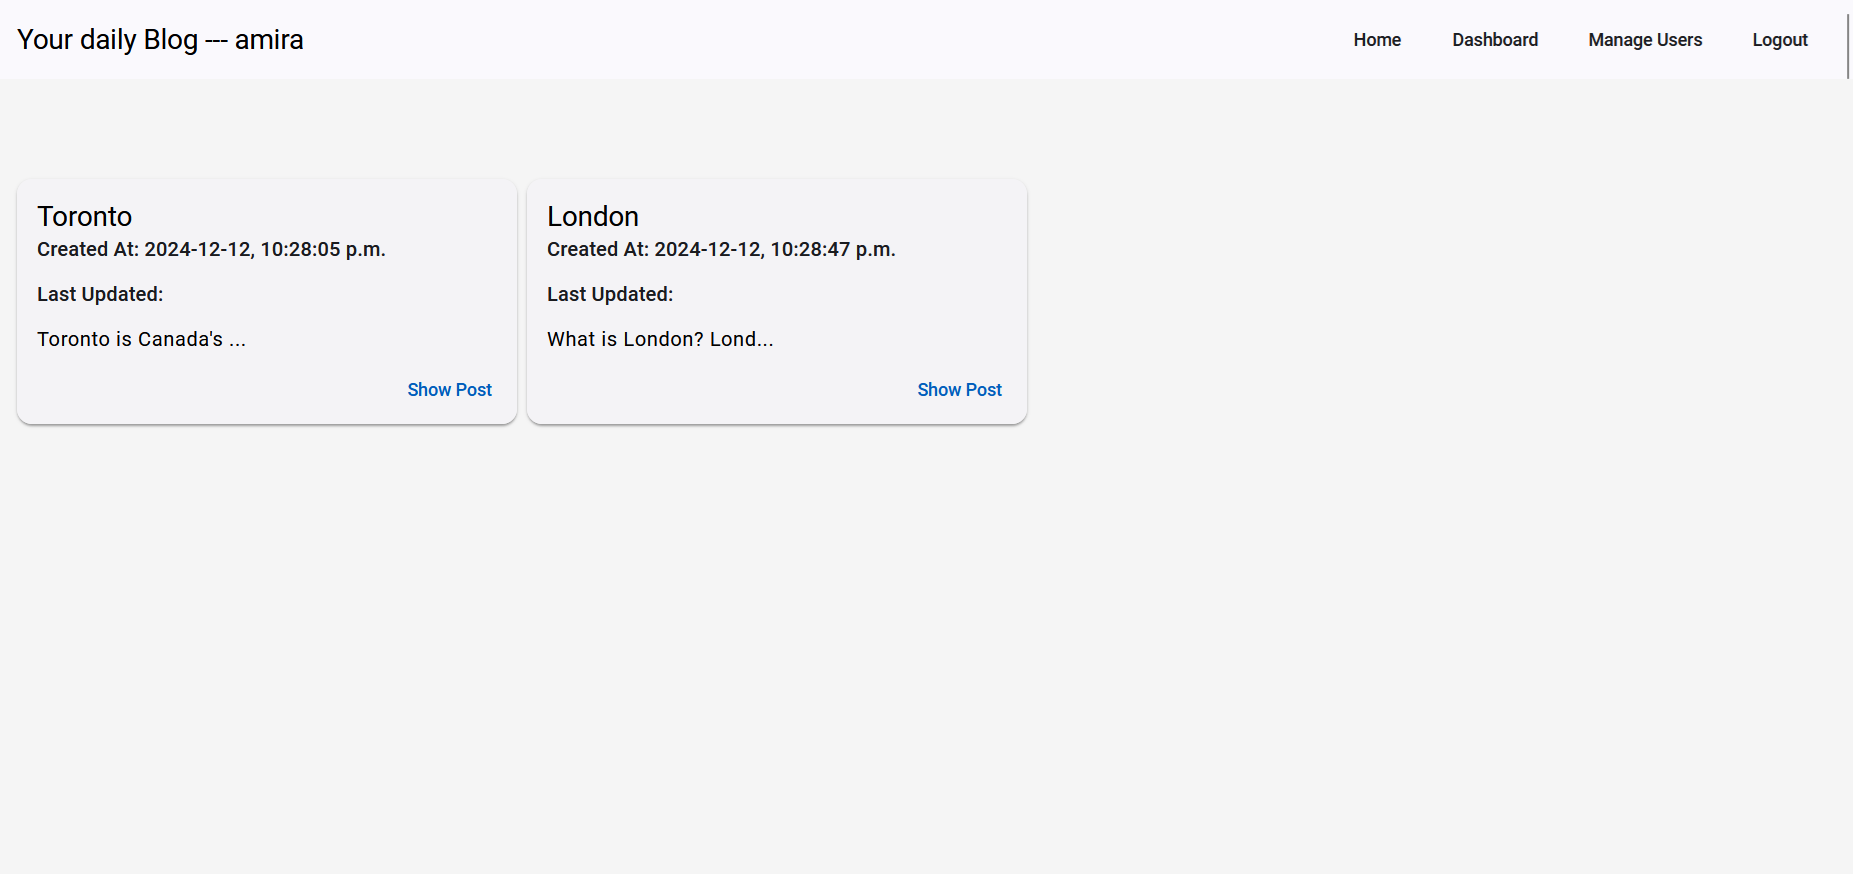 Your daily Blog --- amira
Home Dashboard Manage Users Logout
Toronto
Created At: 2024-12-12, 10:28:05 p.m.
Last Updated:
Toronto is Canada's ...
Show Post
London
Created At: 2024-12-12, 10:28:47 p.m.
Last Updated:
What is London? Lond...
Show Post